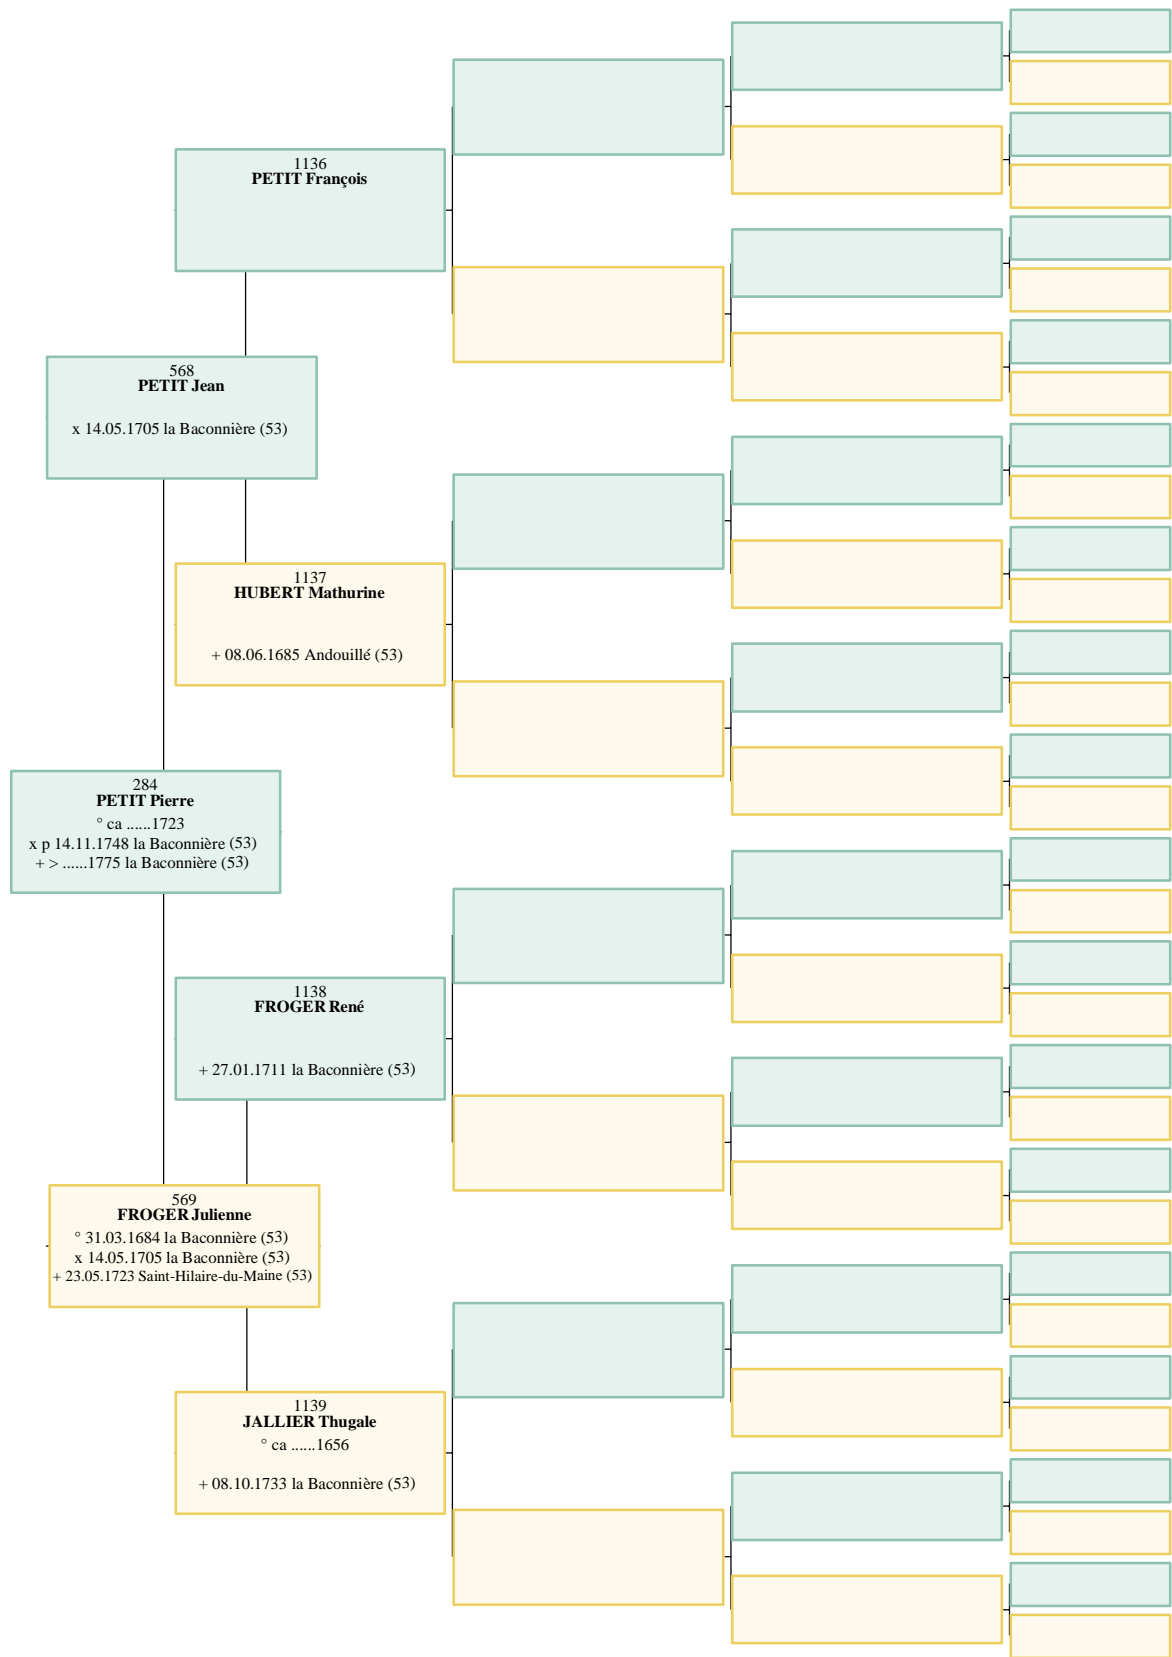 1136
PETIT François
568
PETIT Jean
x 14.05.1705 la Baconnière (53)
1137
HUBERT Mathurine
+ 08.06.1685 Andouillé (53)
284
PETIT Pierre
° ca ......1723
x p 14.11.1748 la Baconnière (53)
+ > ......1775 la Baconnière (53)
1138
FROGER René
+ 27.01.1711 la Baconnière (53)
569
FROGER Julienne
° 31.03.1684 la Baconnière (53)
x 14.05.1705 la Baconnière (53)
+ 23.05.1723 Saint-Hilaire-du-Maine (53)
1139
JALLIER Thugale
° ca ......1656
+ 08.10.1733 la Baconnière (53)